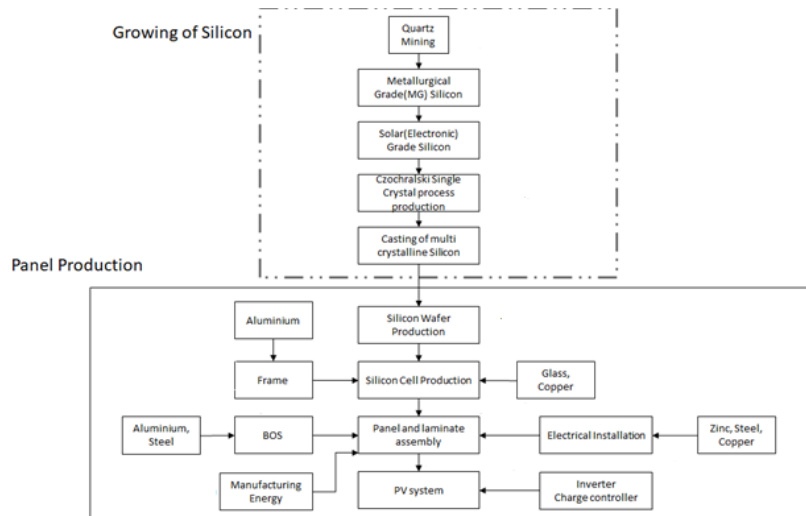 Growing of Silicon
Quartz
Mining
Metallurgical
Grade(MG) Silicon
Solar(Electronic)
Grade Silicon
Czochralski Single
Crystal process
production
Casting of multi
crystalline Silicon
Panel Production
Silicon Wafer
Production
Aluminium
Frame
Silicon Cell Production
Glass,
Copper
Aluminium,
Steel
BOS
Panel and laminate
assembly
Electrical Installation
Zinc, Steel,
Copper
Manufacturing
Energy
PV system
Inverter
Charge controller